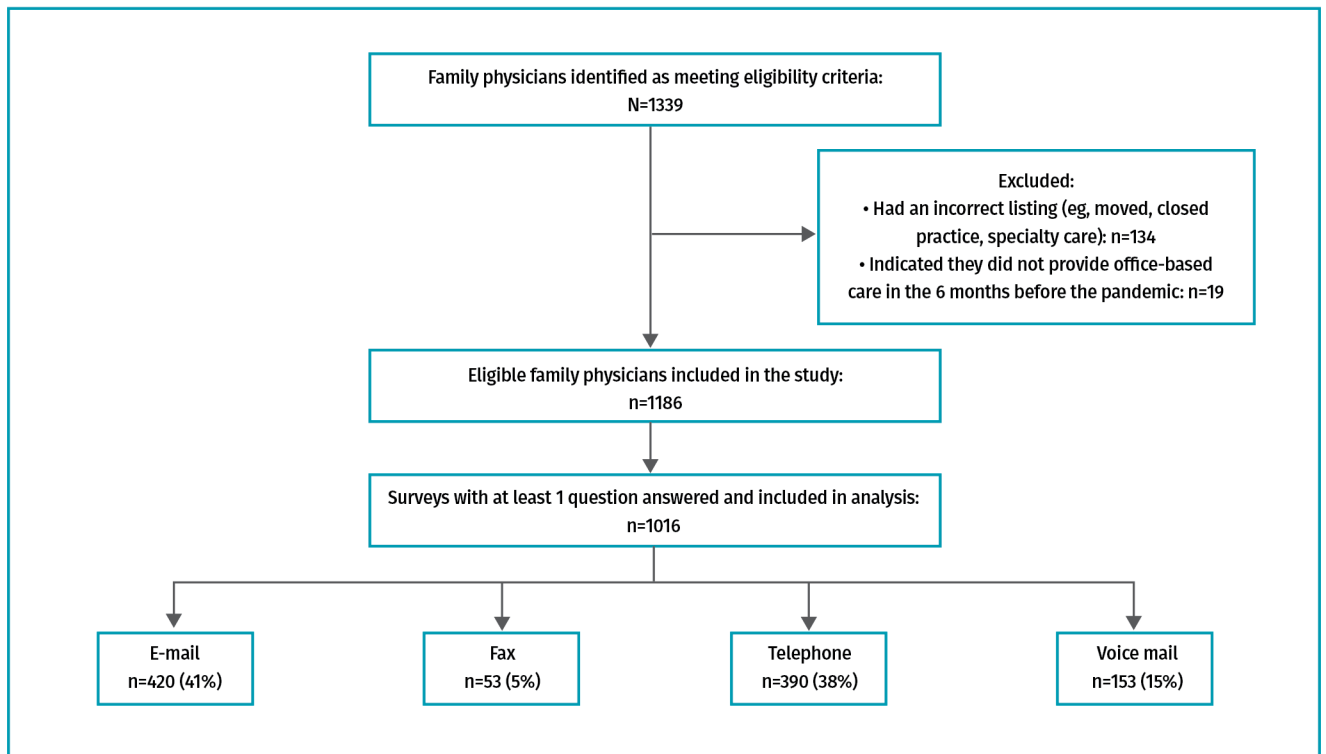 Family physicians identified as meeting eligibility criteria:
N=1339
Excluded:
• Had an incorrect listing (eg, moved, closed
practice, specialty care): n=134
• Indicated they did not provide office-based
care in the 6 months before the pandemic: n=19
Eligible family physicians included in the study:
n=1186
Surveys with at least 1 question answered and included in analysis:
n=1016
E-mail
n=420 (41%)
Fax
n=53 (5%)
Telephone
n=390 (38%)
Voice mail
n=153 (15%)